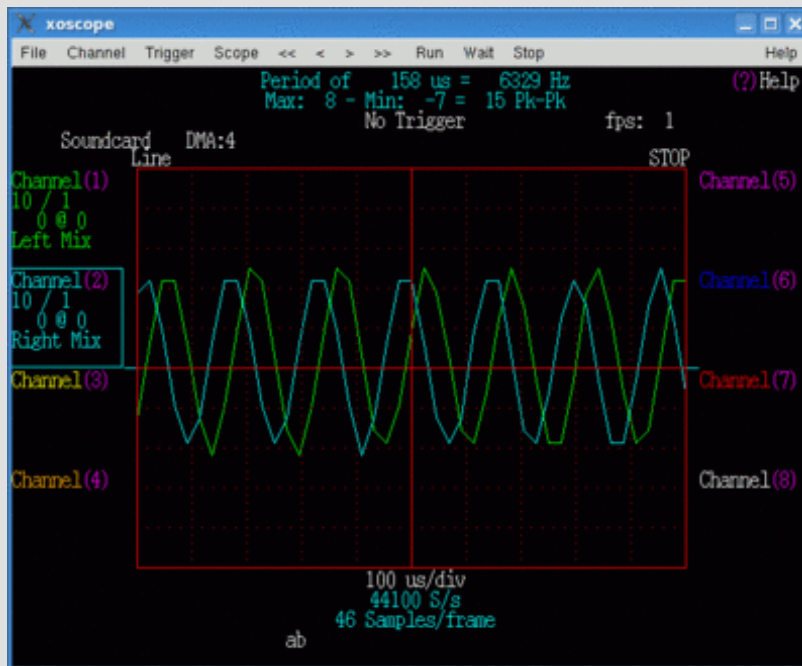 xoscope
File Channel Trigger Scope << < > >> Run Wait Stop Help
Period of 158 us = 6329 Hz
(?)Help
Max: 8 - Min: -7 = 15 Pk-Pk
No Trigger
fps: 1
Soundcard DMA:4
Line
STOP
Channel(1)
10 / 1
0 @ 0
Left Mix
Channel(2)
10 / 1
0 @ 0
Right Mix
Channel(3)
Channel(4)
Channel(5)
Channel(6)
Channel(7)
Channel(8)
100 us/div
44100 S/s
46 Samples/frame
ab